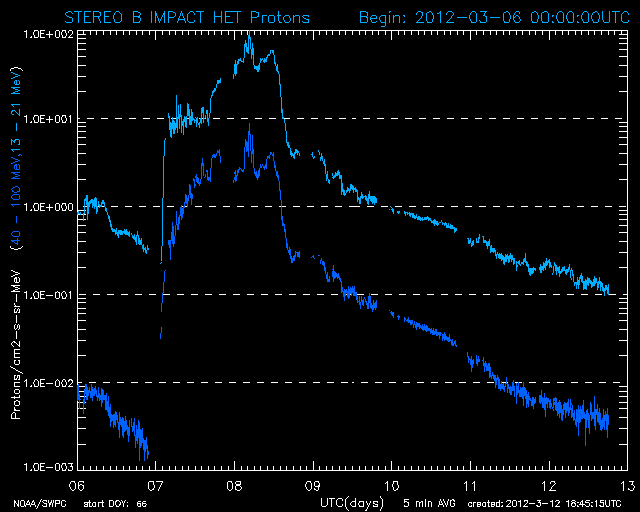 STEREO B IMPACT HET Protons Begin: 2012-03-06 00:00:00UTC
1.0E+002
1.0E+001
1.0E+000
1.0E-001
1.0E-002
1.0E-003
Protons/cm2-s-sr-MeV (40 - 100 MeV,13 - 21 MeV)
06 07 08 09 10 11 12 13
NOAA/SWPC start DOY: 66 UTC(days) 5 min AVG created:2012-3-12 18:45:15UTC